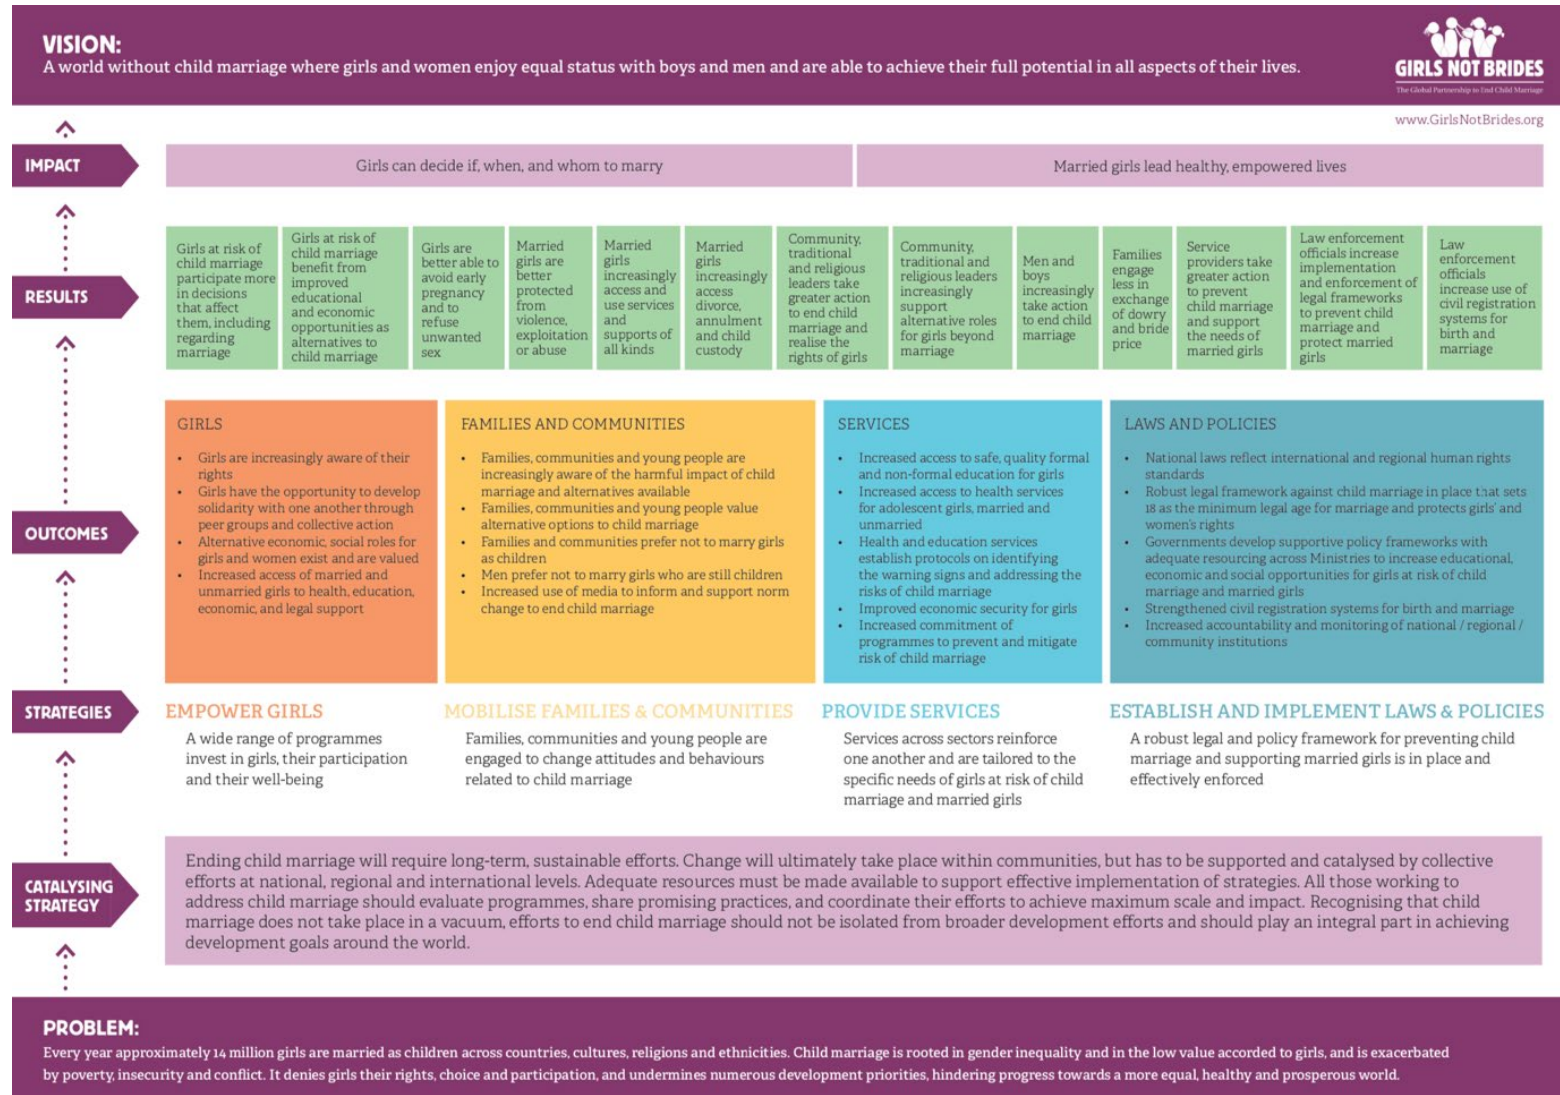 VISION:
A world without child marriage where girls and women enjoy equal status with boys and men and are able to achieve their full potential in all aspects of their lives.
GIRLS NOT BRIDES
The Global Partnership to End Child Marriage
www.GirlsNotBrides.org
IMPACT
Girls can decide if, when, and whom to marry
Married girls lead healthy, empowered lives
RESULTS
Girls at risk of
child marriage
participate more
in decisions
that affect
them, including
regarding
marriage
Girls at risk of
child marriage
benefit from
improved
educational
and economic
opportunities as
alternatives to
child marriage
Girls are
better able to
avoid early
pregnancy
and to
refuse
unwanted
sex
Married
girls are
better
protected
from
violence,
exploitation
or abuse
Married
girls
increasingly
access and
use services
and
supports of
all kinds
Married
girls
increasingly
access
divorce,
annulment
and child
custody
Community,
traditional
and religious
leaders take
greater action
to end child
marriage and
realise the
rights of girls
Community,
traditional and
religious leaders
increasingly
support
alternative roles
for girls beyond
marriage
Men and
boys
increasingly
take action
to end child
marriage
Families
engage
less in
exchange
of dowry
and bride
price
Service
providers take
greater action
to prevent
child marriage
and support
the needs of
married girls
Law enforcement
officials increase
implementation
and enforcement of
legal frameworks
to prevent child
marriage and
protect married
girls
Law
enforcement
officials
increase use of
civil registration
systems for
birth and
marriage
OUTCOMES
GIRLS
• Girls are increasingly aware of their
rights
• Girls have the opportunity to develop
solidarity with one another through
peer groups and collective action
• Alternative economic, social roles for
girls and women exist and are valued
• Increased access of married and
unmarried girls to health, education,
economic, and legal support
FAMILIES AND COMMUNITIES
• Families, communities and young people are
increasingly aware of the harmful impact of child
marriage and alternatives available
• Families, communities and young people value
alternative options to child marriage
• Families and communities prefer not to marry girls
as children
• Men prefer not to marry girls who are still children
• Increased use of media to inform and support norm
change to end child marriage
SERVICES
• Increased access to safe, quality formal
and non-formal education for girls
• Increased access to health services
for adolescent girls, married and
unmarried
• Health and education services
establish protocols on identifying
the warning signs and addressing the
risks of child marriage
• Improved economic security for girls
• Increased commitment of
programmes to prevent and mitigate
risk of child marriage
LAWS AND POLICIES
• National laws reflect international and regional human rights
standards
• Robust legal framework against child marriage in place that sets
18 as the minimum legal age for marriage and protects girls' and
women's rights
• Governments develop supportive policy frameworks with
adequate resourcing across Ministries to increase educational,
economic and social opportunities for girls at risk of child
marriage and married girls
• Strengthened civil registration systems for birth and marriage
• Increased accountability and monitoring of national / regional /
community institutions
STRATEGIES
EMPOWER GIRLS
A wide range of programmes
invest in girls, their participation
and their well-being
MOBILISE FAMILIES & COMMUNITIES
Families, communities and young people are
engaged to change attitudes and behaviours
related to child marriage
PROVIDE SERVICES
Services across sectors reinforce
one another and are tailored to the
specific needs of girls at risk of child
marriage and married girls
ESTABLISH AND IMPLEMENT LAWS & POLICIES
A robust legal and policy framework for preventing child
marriage and supporting married girls is in place and
effectively enforced
CATALYSING
STRATEGY
Ending child marriage will require long-term, sustainable efforts. Change will ultimately take place within communities, but has to be supported and catalysed by collective
efforts at national, regional and international levels. Adequate resources must be made available to support effective implementation of strategies. All those working to
address child marriage should evaluate programmes, share promising practices, and coordinate their efforts to achieve maximum scale and impact. Recognising that child
marriage does not take place in a vacuum, efforts to end child marriage should not be isolated from broader development efforts and should play an integral part in achieving
development goals around the world.
PROBLEM:
Every year approximately 14 million girls are married as children across countries, cultures, religions and ethnicities. Child marriage is rooted in gender inequality and in the low value accorded to girls, and is exacerbated
by poverty, insecurity and conflict. It denies girls their rights, choice and participation, and undermines numerous development priorities, hindering progress towards a more equal, healthy and prosperous world.